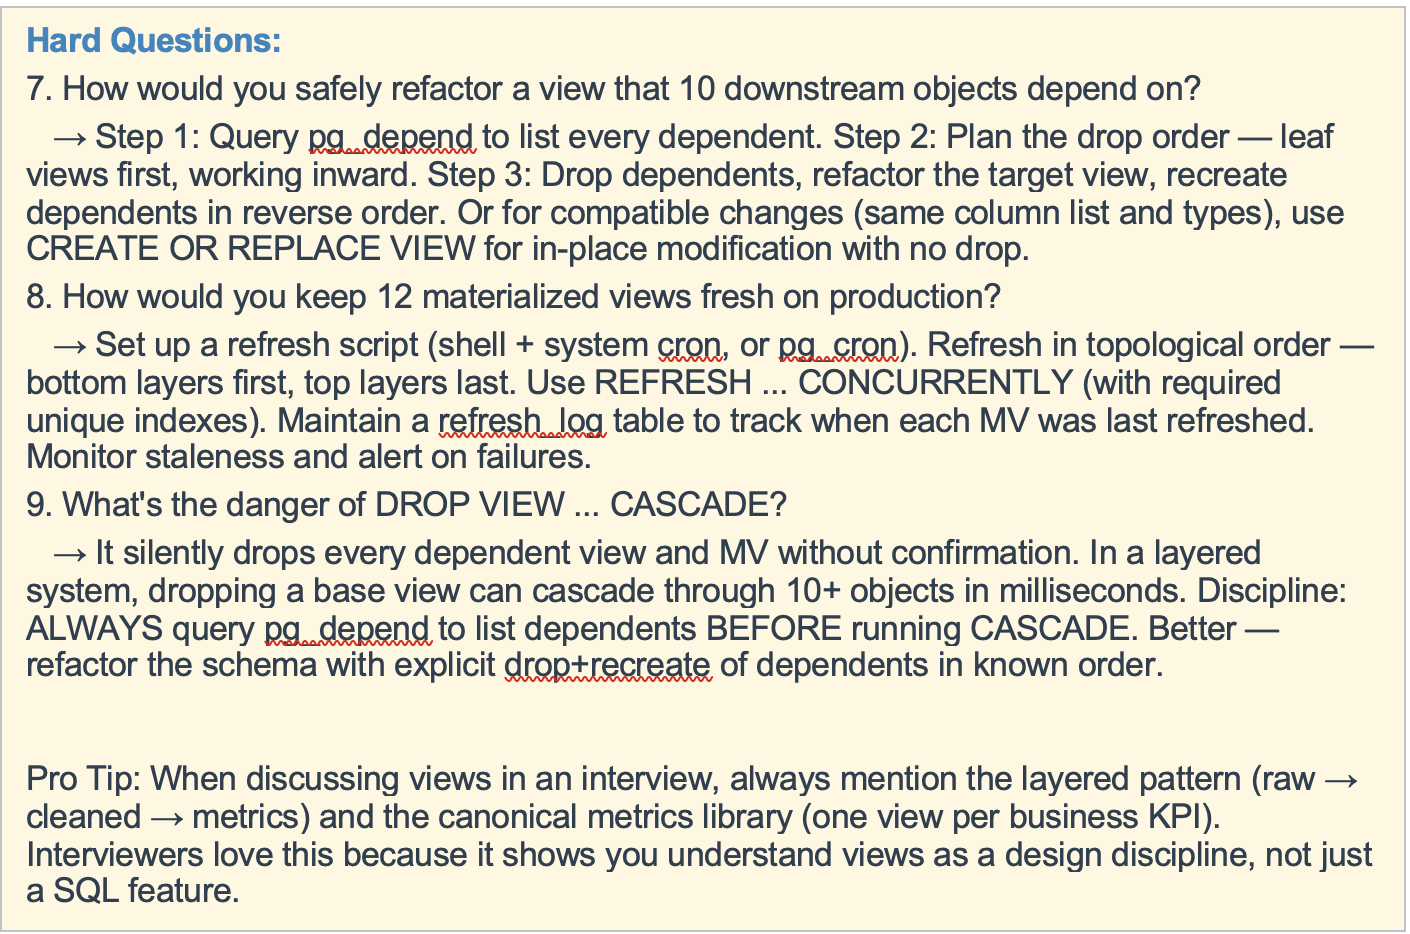 Hard Questions:
7. How would you safely refactor a view that 10 downstream objects depend on?
→ Step 1: Query pg_depend to list every dependent. Step 2: Plan the drop order — leaf
views first, working inward. Step 3: Drop dependents, refactor the target view, recreate
dependents in reverse order. Or for compatible changes (same column list and types), use
CREATE OR REPLACE VIEW for in-place modification with no drop.
8. How would you keep 12 materialized views fresh on production?
→ Set up a refresh script (shell + system cron, or pg_cron). Refresh in topological order —
bottom layers first, top layers last. Use REFRESH ... CONCURRENTLY (with required
unique indexes). Maintain a refresh_log table to track when each MV was last refreshed.
Monitor staleness and alert on failures.
9. What's the danger of DROP VIEW ... CASCADE?
→ It silently drops every dependent view and MV without confirmation. In a layered
system, dropping a base view can cascade through 10+ objects in milliseconds. Discipline:
ALWAYS query pg_depend to list dependents BEFORE running CASCADE. Better —
refactor the schema with explicit drop+recreate of dependents in known order.
Pro Tip: When discussing views in an interview, always mention the layered pattern (raw →
cleaned → metrics) and the canonical metrics library (one view per business KPI).
Interviewers love this because it shows you understand views as a design discipline, not just
a SQL feature.